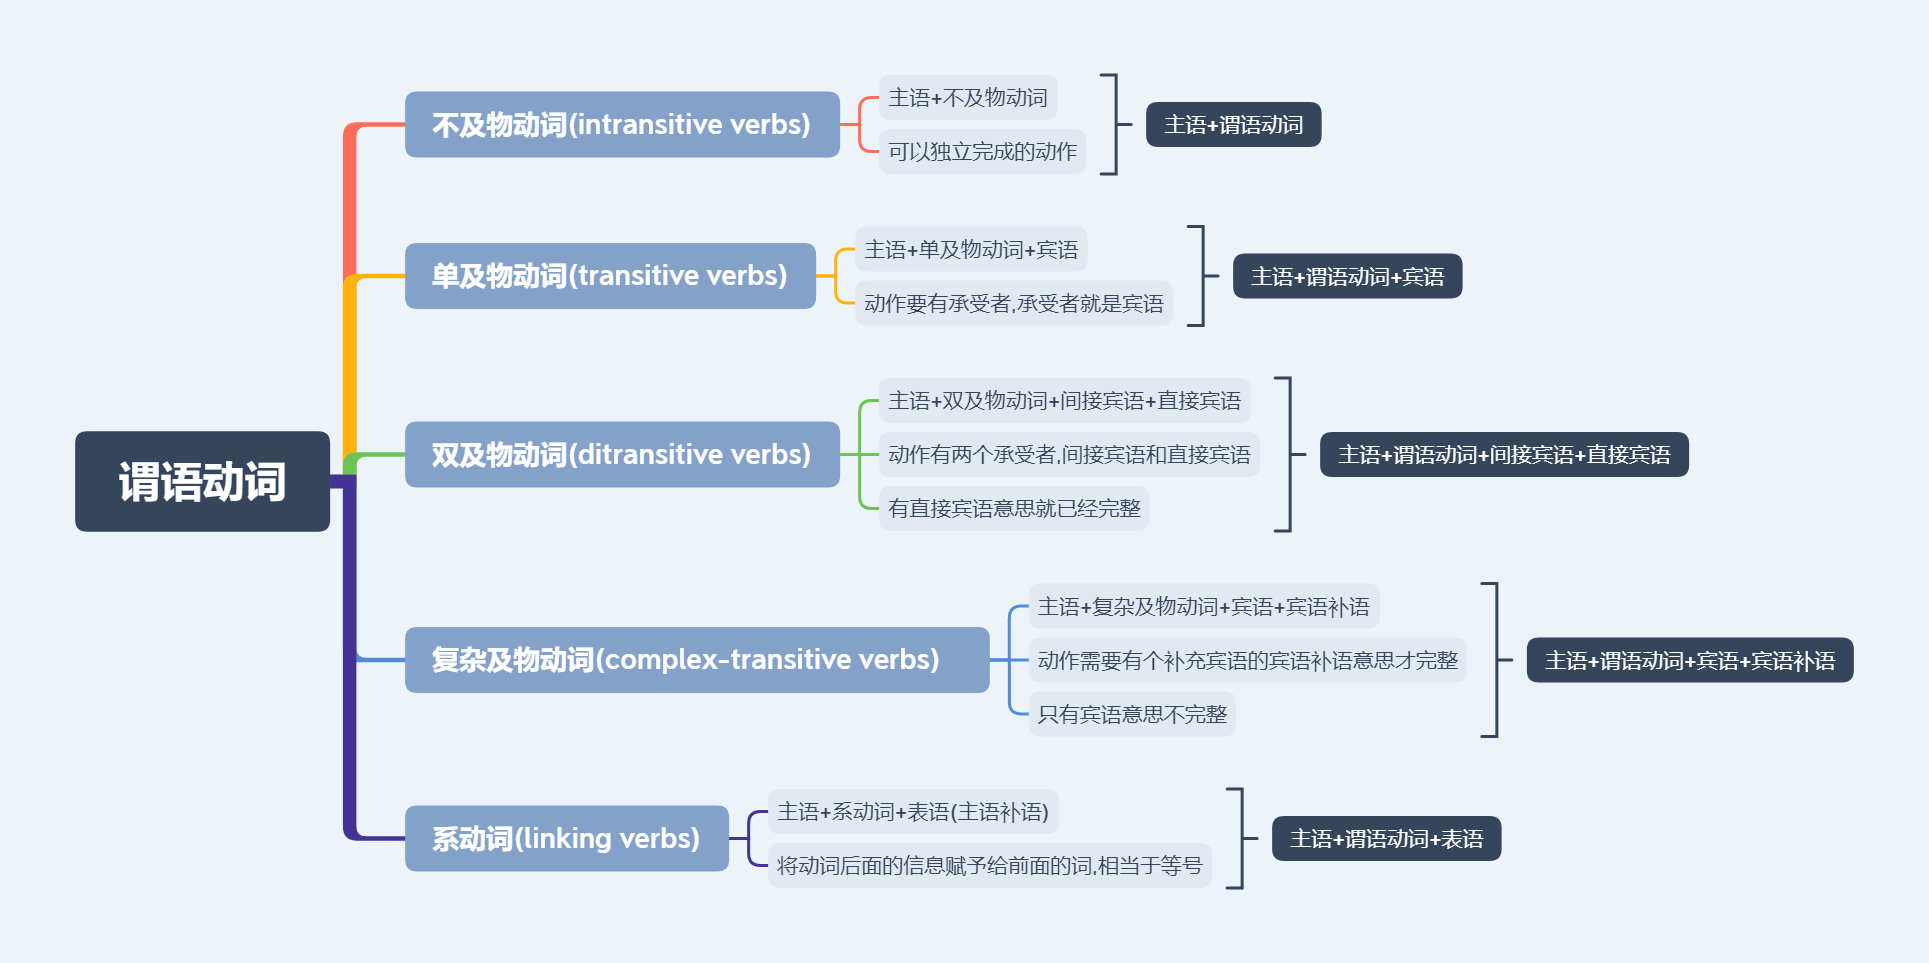 谓语动词
不及物动词(intransitive verbs)
主语+不及物动词
可以独立完成的动作
主语+谓语动词
单及物动词(transitive verbs)
主语+单及物动词+宾语
动作要有承受者,承受者就是宾语
主语+谓语动词+宾语
双及物动词(ditransitive verbs)
主语+双及物动词+间接宾语+直接宾语
动作有两个承受者,间接宾语和直接宾语
有直接宾语意思就已经完整
主语+谓语动词+间接宾语+直接宾语
复杂及物动词(complex-transitive verbs)
主语+复杂及物动词+宾语+宾语补语
动作需要有个补充宾语的宾语补语意思才完整
只有宾语意思不完整
主语+谓语动词+宾语+宾语补语
系动词(linking verbs)
主语+系动词+表语(主语补语)
将动词后面的信息赋予给前面的词,相当于等号
主语+谓语动词+表语